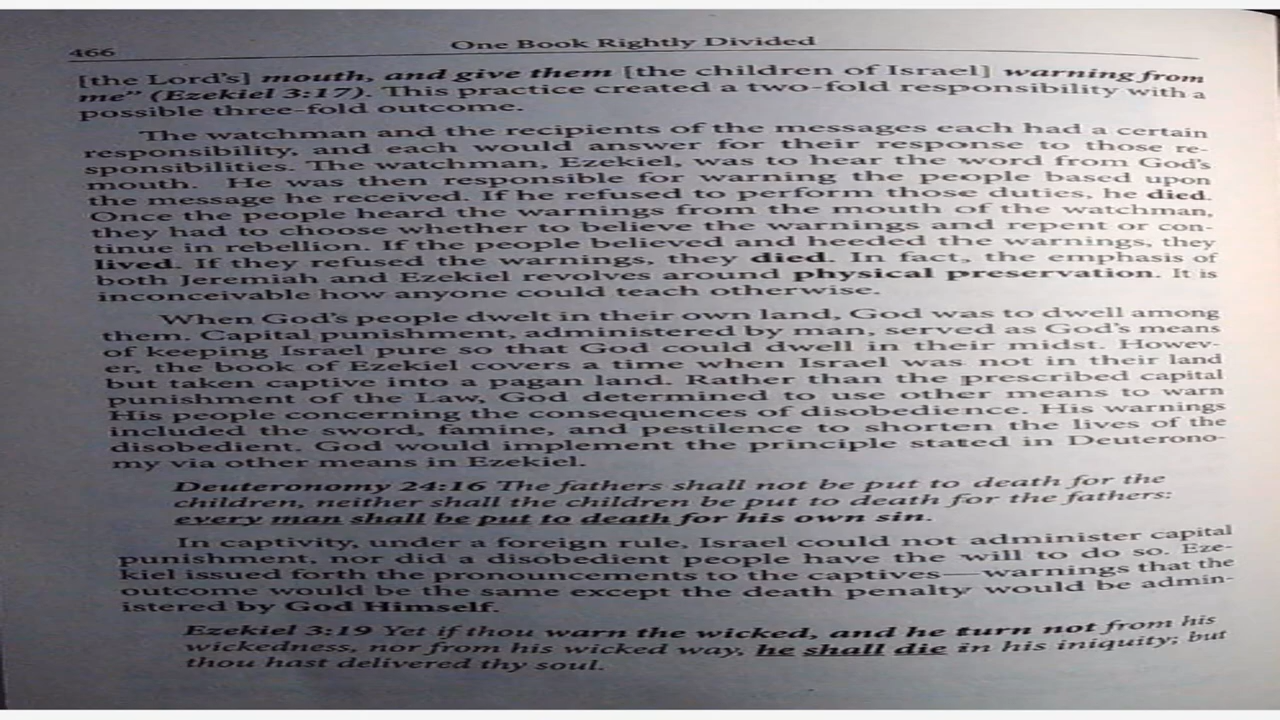 466
One Book Rightly Divided
[the Lord's] mouth, and give them [the children of Israel] warning from
me" (Ezekiel 3:17). This practice created a two-fold responsibility with a
possible three-fold outcome.
The watchman and the recipients of the messages each had a certain
responsibility, and each would answer for their response to those re-
sponsibilities. The watchman, Ezekiel, was to hear the word from God's
mouth. He was then responsible for warning the people based upon
the message he received. If he refused to perform those duties, he died.
Once the people heard the warnings from the mouth of the watchman,
they had to choose whether to believe the warnings and repent or con-
tinue in rebellion. If the people believed and heeded the warnings, they
lived. If they refused the warnings, they died. In fact, the emphasis of
both Jeremiah and Ezekiel revolves around physical preservation. It is
inconceivable how anyone could teach otherwise.
When God's people dwelt in their own land, God was to dwell among
them. Capital punishment, administered by man, served as God's means
of keeping Israel pure so that God could dwell in their midst. Howev-
er, the book of Ezekiel covers a time when Israel was not in their land
but taken captive into a pagan land. Rather than the prescribed capital
punishment of the Law, God determined to use other means to warn
His people concerning the consequences of disobedience. His warnings
included the sword, famine, and pestilence to shorten the lives of the
disobedient. God would implement the principle stated in Deuterono-
my via other means in Ezekiel.
Deuteronomy 24:16 The fathers shall not be put to death for the
children, neither shall the children be put to death for the fathers:
every man shall be put to death for his own sin.
In captivity, under a foreign rule, Israel could not administer capital
punishment, nor did a disobedient people have the will to do so. Eze-
kiel issued forth the pronouncements to the captives—warnings that the
outcome would be the same except the death penalty would be admin-
istered by God Himself.
Ezekiel 3:19 Yet if thou warn the wicked, and he turn not from his
wickedness, nor from his wicked way, he shall die in his iniquity; but
thou hast delivered thy soul.